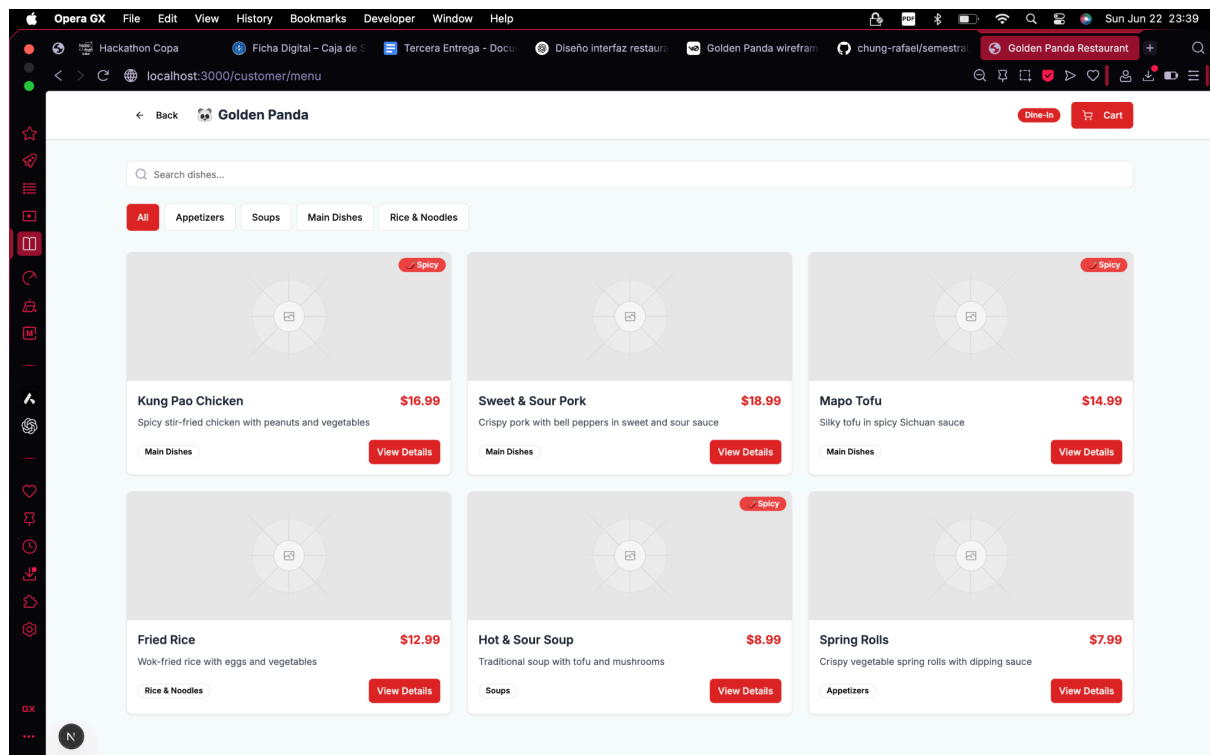 Opera GX File Edit View History Bookmarks Developer Window Help PDF Sun Jun 22 23:39
Hackathon Copa Ficha Digital – Caja de S Tercera Entrega - Docu Diseño interfaz restaura Golden Panda wirefram chung-rafael/semestral Golden Panda Restaurant +
localhost:3000/customer/menu
← Back Golden Panda Dine-In Cart
Search dishes...
All Appetizers Soups Main Dishes Rice & Noodles
Spicy Spicy
Kung Pao Chicken $16.99 Sweet & Sour Pork $18.99 Mapo Tofu $14.99
Spicy stir-fried chicken with peanuts and vegetables Crispy pork with bell peppers in sweet and sour sauce Silky tofu in spicy Sichuan sauce
Main Dishes View Details Main Dishes View Details Main Dishes View Details
Spicy
Fried Rice $12.99 Hot & Sour Soup $8.99 Spring Rolls $7.99
Wok-fried rice with eggs and vegetables Traditional soup with tofu and mushrooms Crispy vegetable spring rolls with dipping sauce
Rice & Noodles View Details Soups View Details Appetizers View Details
GX
N